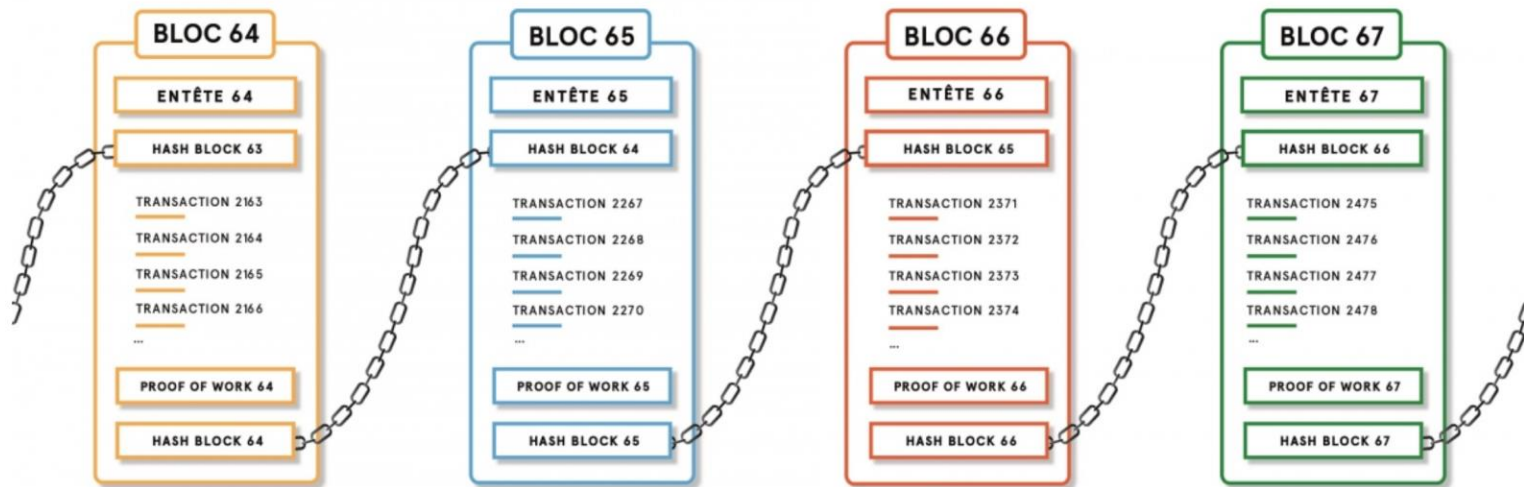 BLOC 64
ENTÊTE 64
HASH BLOCK 63
TRANSACTION 2163
TRANSACTION 2164
TRANSACTION 2165
TRANSACTION 2166
...
PROOF OF WORK 64
HASH BLOCK 64
BLOC 65
ENTÊTE 65
HASH BLOCK 64
TRANSACTION 2267
TRANSACTION 2268
TRANSACTION 2269
TRANSACTION 2270
...
PROOF OF WORK 65
HASH BLOCK 65
BLOC 66
ENTÊTE 66
HASH BLOCK 65
TRANSACTION 2371
TRANSACTION 2372
TRANSACTION 2373
TRANSACTION 2374
...
PROOF OF WORK 66
HASH BLOCK 66
BLOC 67
ENTÊTE 67
HASH BLOCK 66
TRANSACTION 2475
TRANSACTION 2476
TRANSACTION 2477
TRANSACTION 2478
...
PROOF OF WORK 67
HASH BLOCK 67